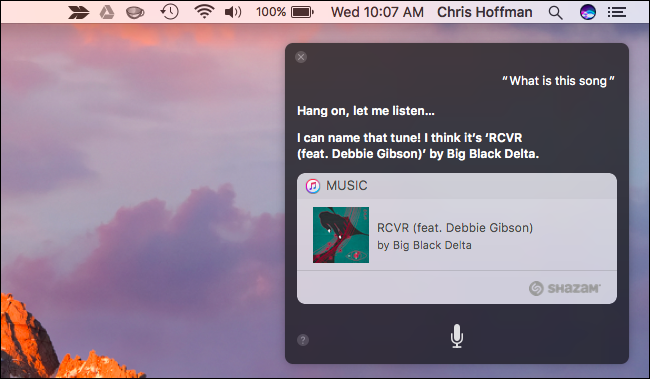 100% Wed 10:07 AM Chris Hoffman
“What is this song”
Hang on, let me listen...
I can name that tune! I think it’s ‘RCVR
(feat. Debbie Gibson)’ by Big Black Delta.
MUSIC
RCVR (feat. Debbie Gibson)
by Big Black Delta
SHAZAM
?